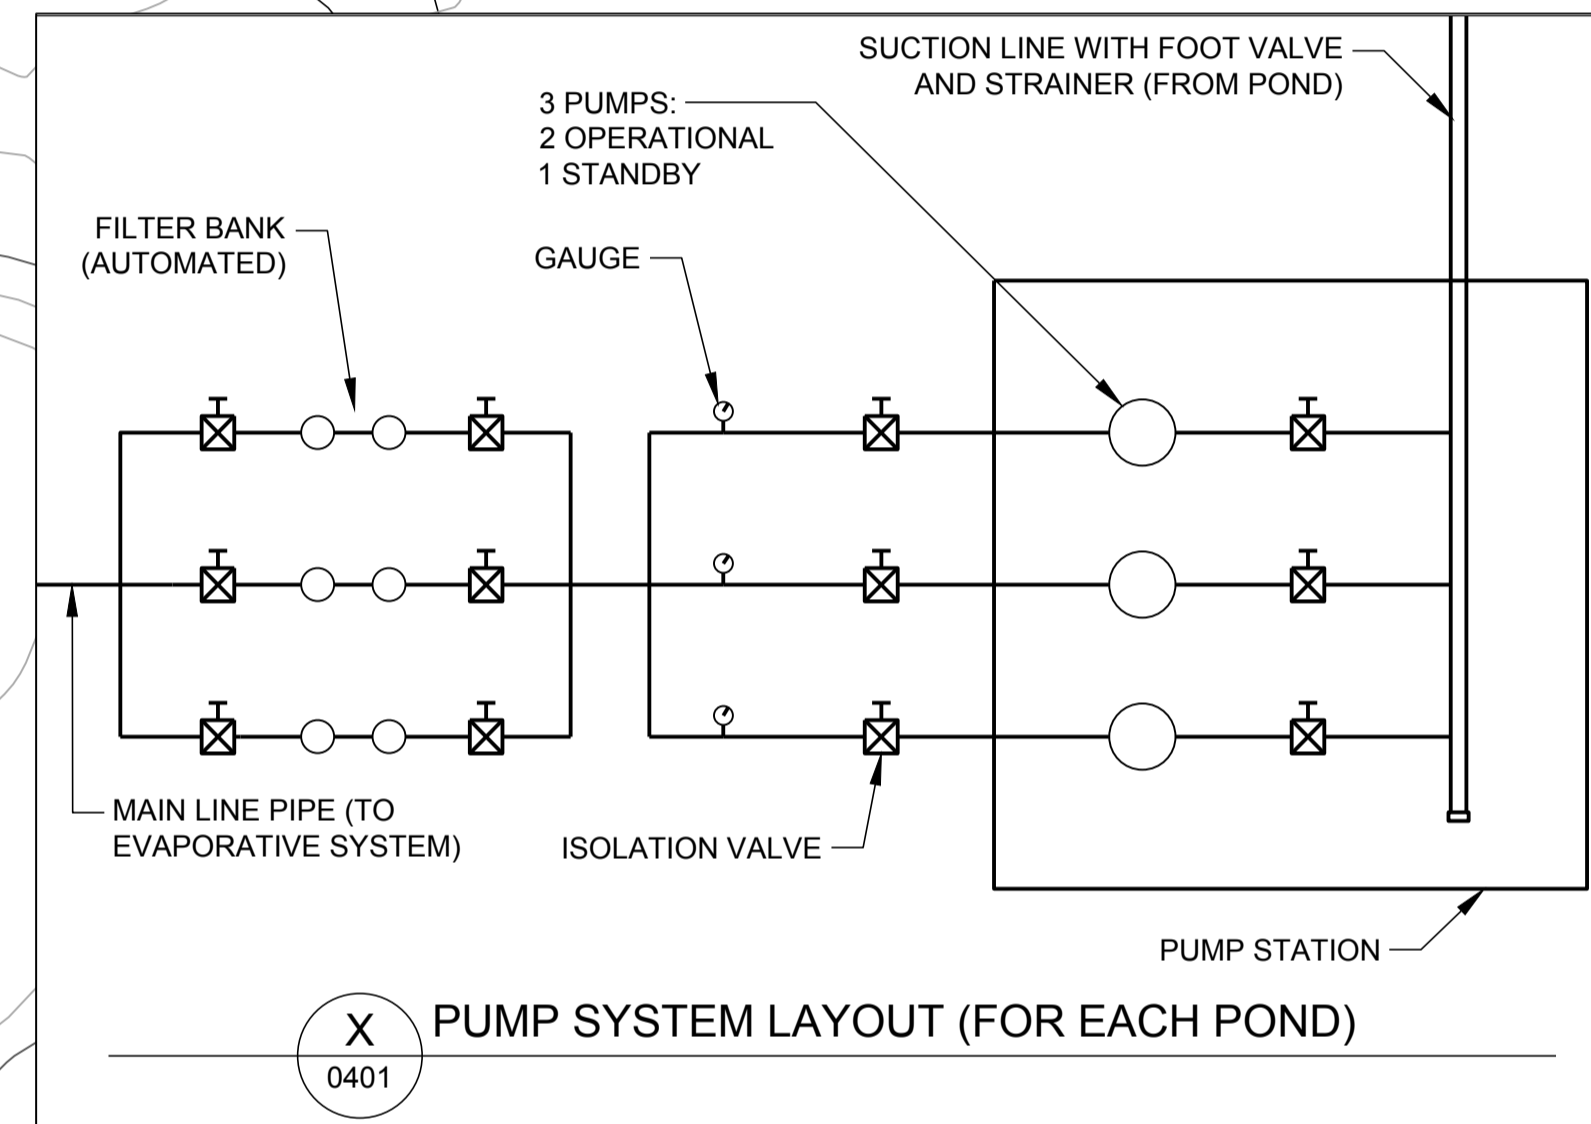 SUCTION LINE WITH FOOT VALVE
AND STRAINER (FROM POND)
3 PUMPS:
2 OPERATIONAL
1 STANDBY
FILTER BANK
(AUTOMATED)
GAUGE
MAIN LINE PIPE (TO
EVAPORATIVE SYSTEM)
ISOLATION VALVE
PUMP STATION
X
0401
PUMP SYSTEM LAYOUT (FOR EACH POND)